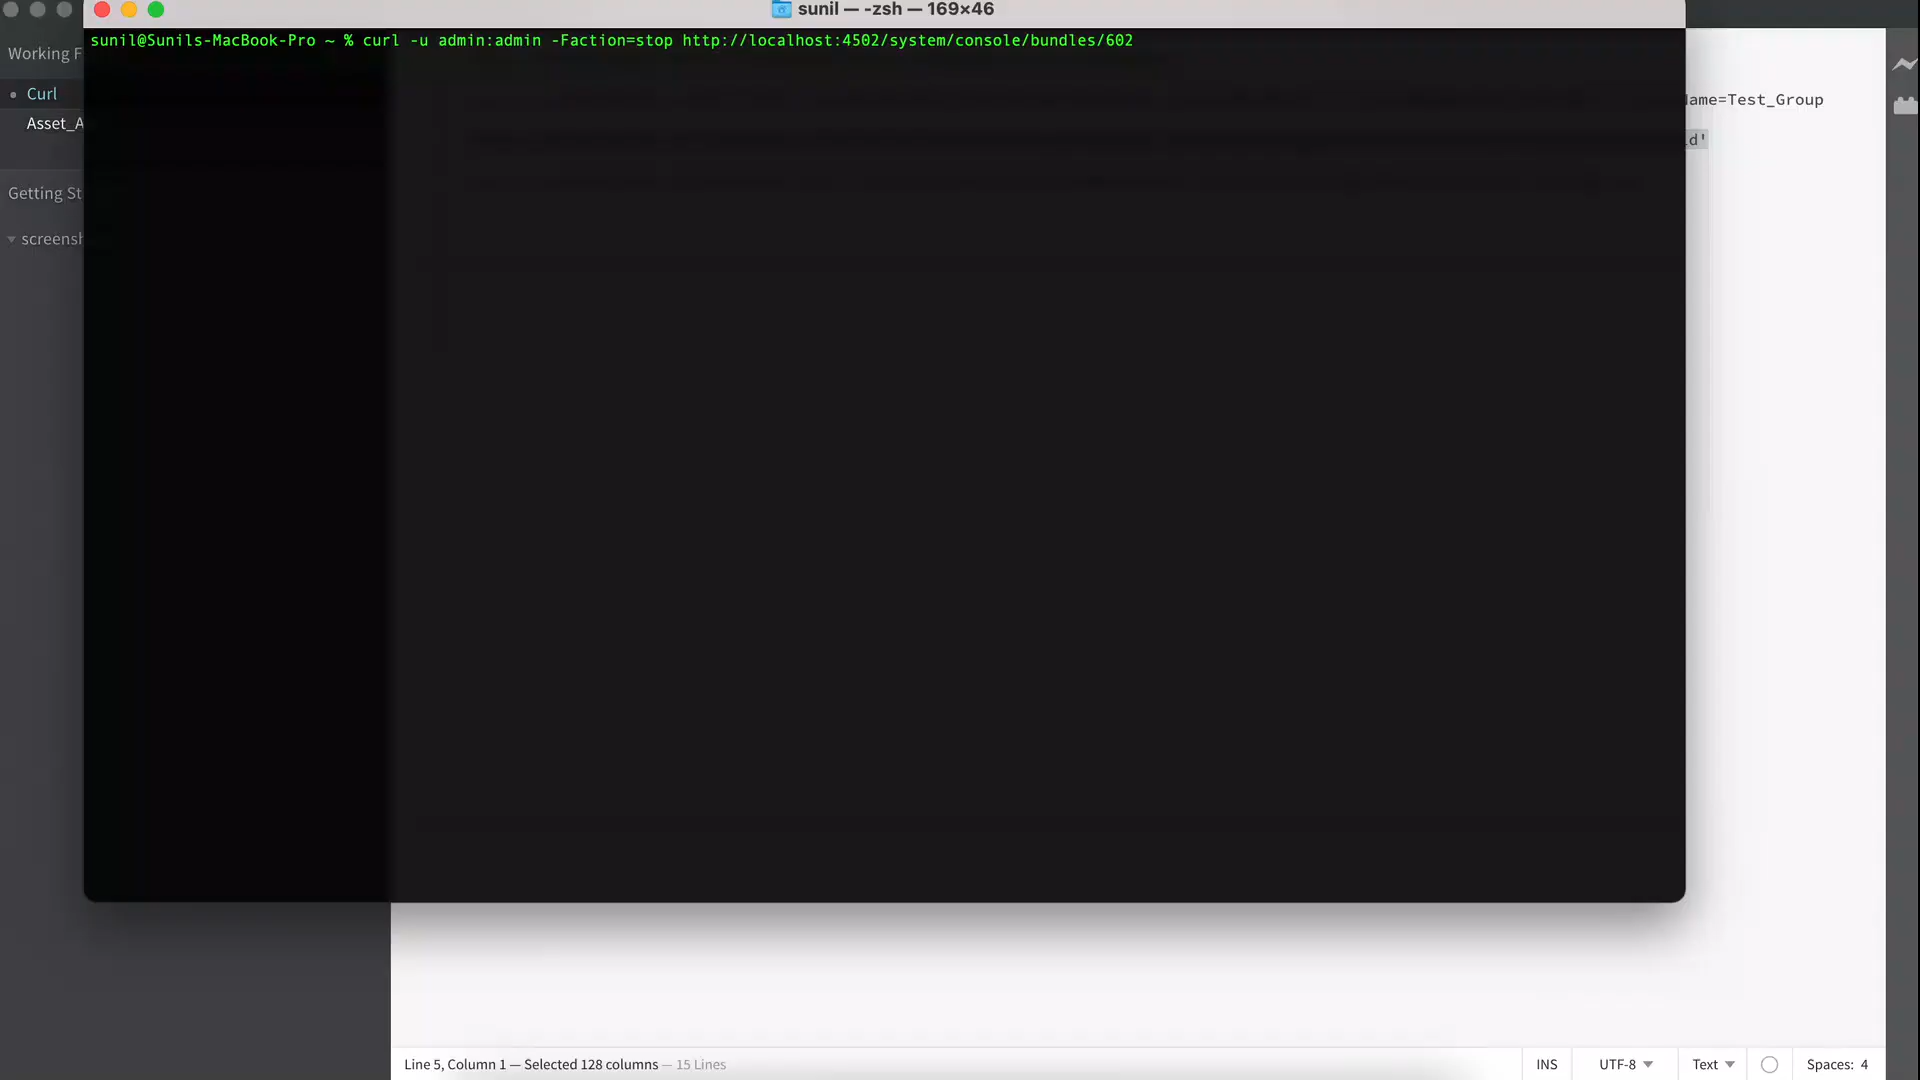 sunil — -zsh — 169×46
sunil@Sunils-MacBook-Pro ~ % curl -u admin:admin -Faction=stop http://localhost:4502/system/console/bundles/602
Working F
Curl
Asset_A
Getting St
screensh
Name=Test_Group
ld'
Line 5, Column 1 — Selected 128 columns — 15 Lines
INS
UTF-8
Text
Spaces: 4